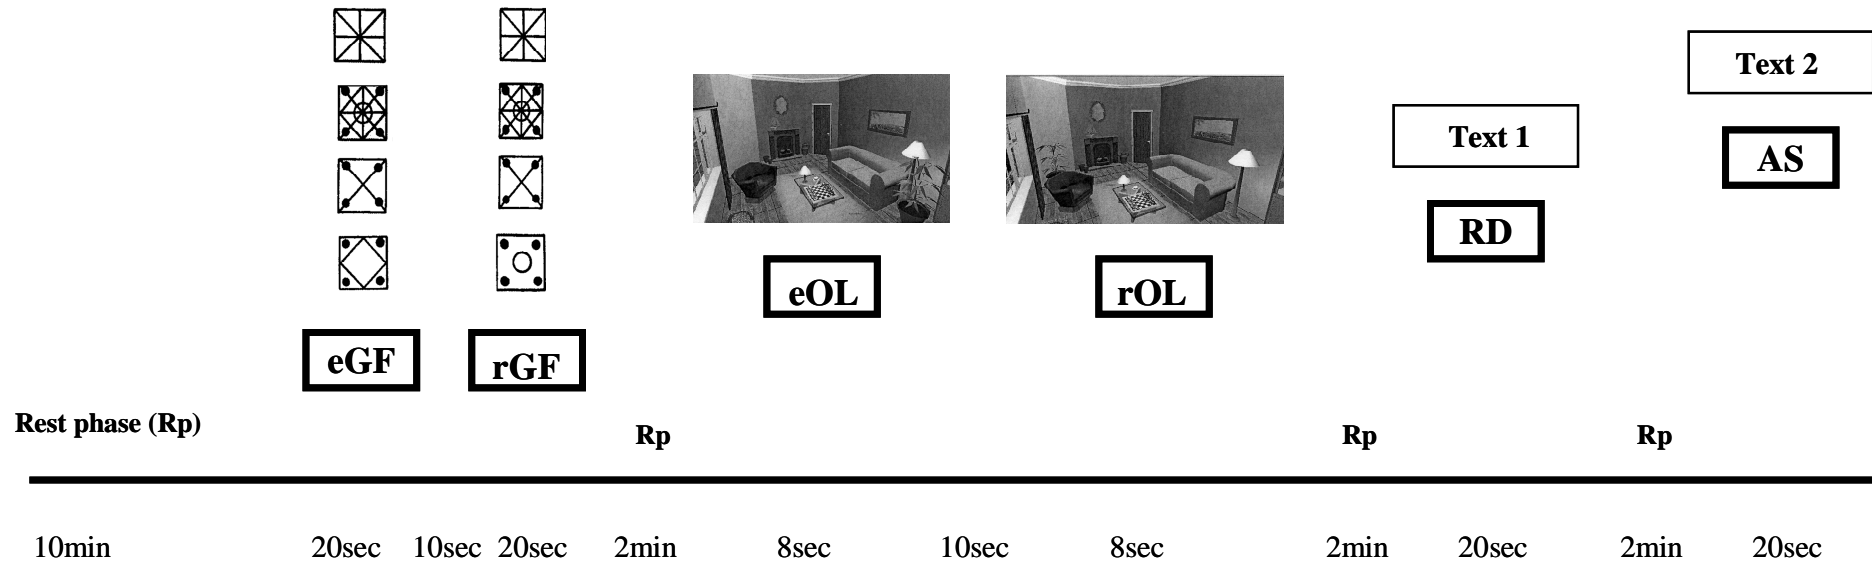 Text 2
Text 1
AS
RD
eOL
rOL
eGF
rGF
Rest phase (Rp)
Rp
Rp
Rp
10min 20sec 10sec 20sec 2min 8sec 10sec 8sec 2min 20sec 2min 20sec